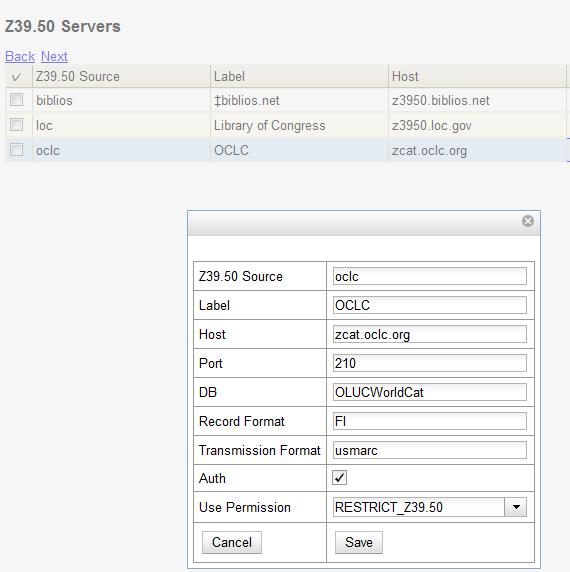 Z39.50 Servers
Back Next
✓ Z39.50 Source Label Host
biblios ‡biblios.net z3950.biblios.net
loc Library of Congress z3950.loc.gov
oclc OCLC zcat.oclc.org
Z39.50 Source oclc
Label OCLC
Host zcat.oclc.org
Port 210
DB OLUCWorldCat
Record Format FI
Transmission Format usmarc
Auth ✓
Use Permission RESTRICT_Z39.50
Cancel Save